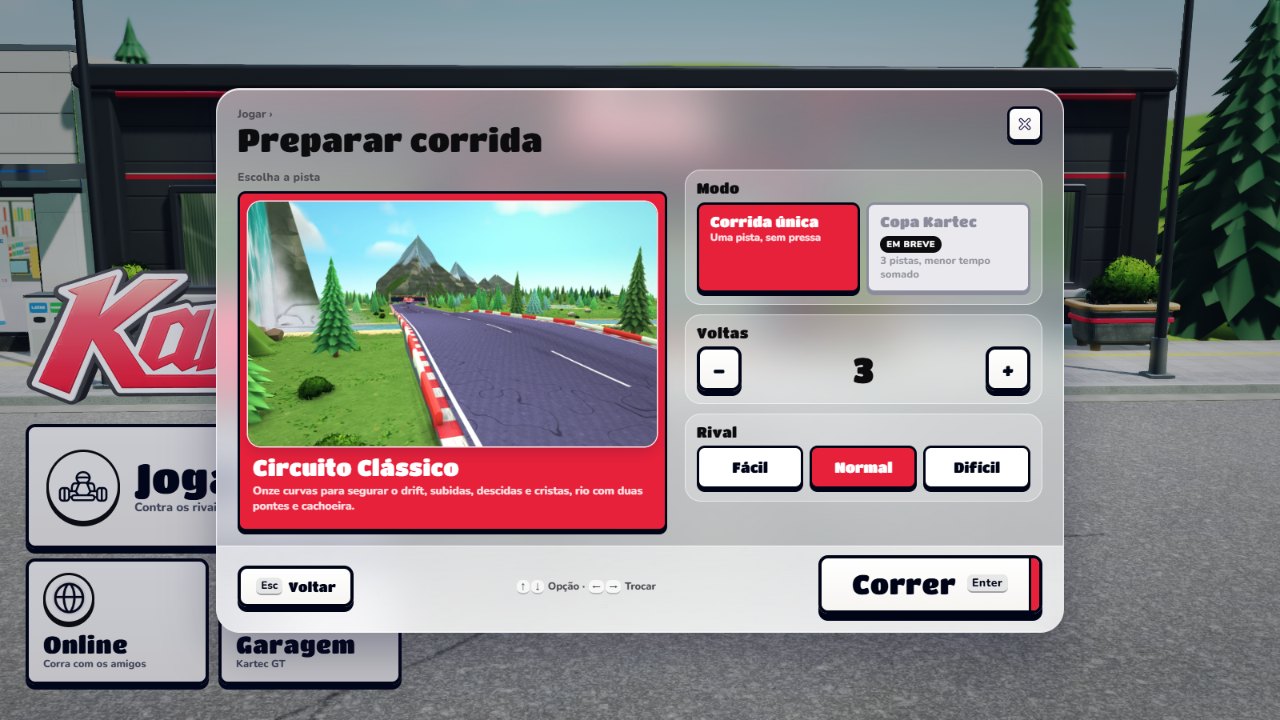 Jogar ›
Preparar corrida
Escolha a pista
Circuito Clássico
Onze curvas para segurar o drift, subidas, descidas e cristas, rio com duas
pontes e cachoeira.
Modo
Corrida única
Uma pista, sem pressa
Copa Kartec
EM BREVE
3 pistas, menor tempo
somado
Voltas
-
3
+
Rival
Fácil
Normal
Difícil
Esc Voltar
↑ ↓ Opção · ← → Trocar
Correr Enter
Contra os rivai
Online
Corra com os amigos
Garagem
Kartec GT